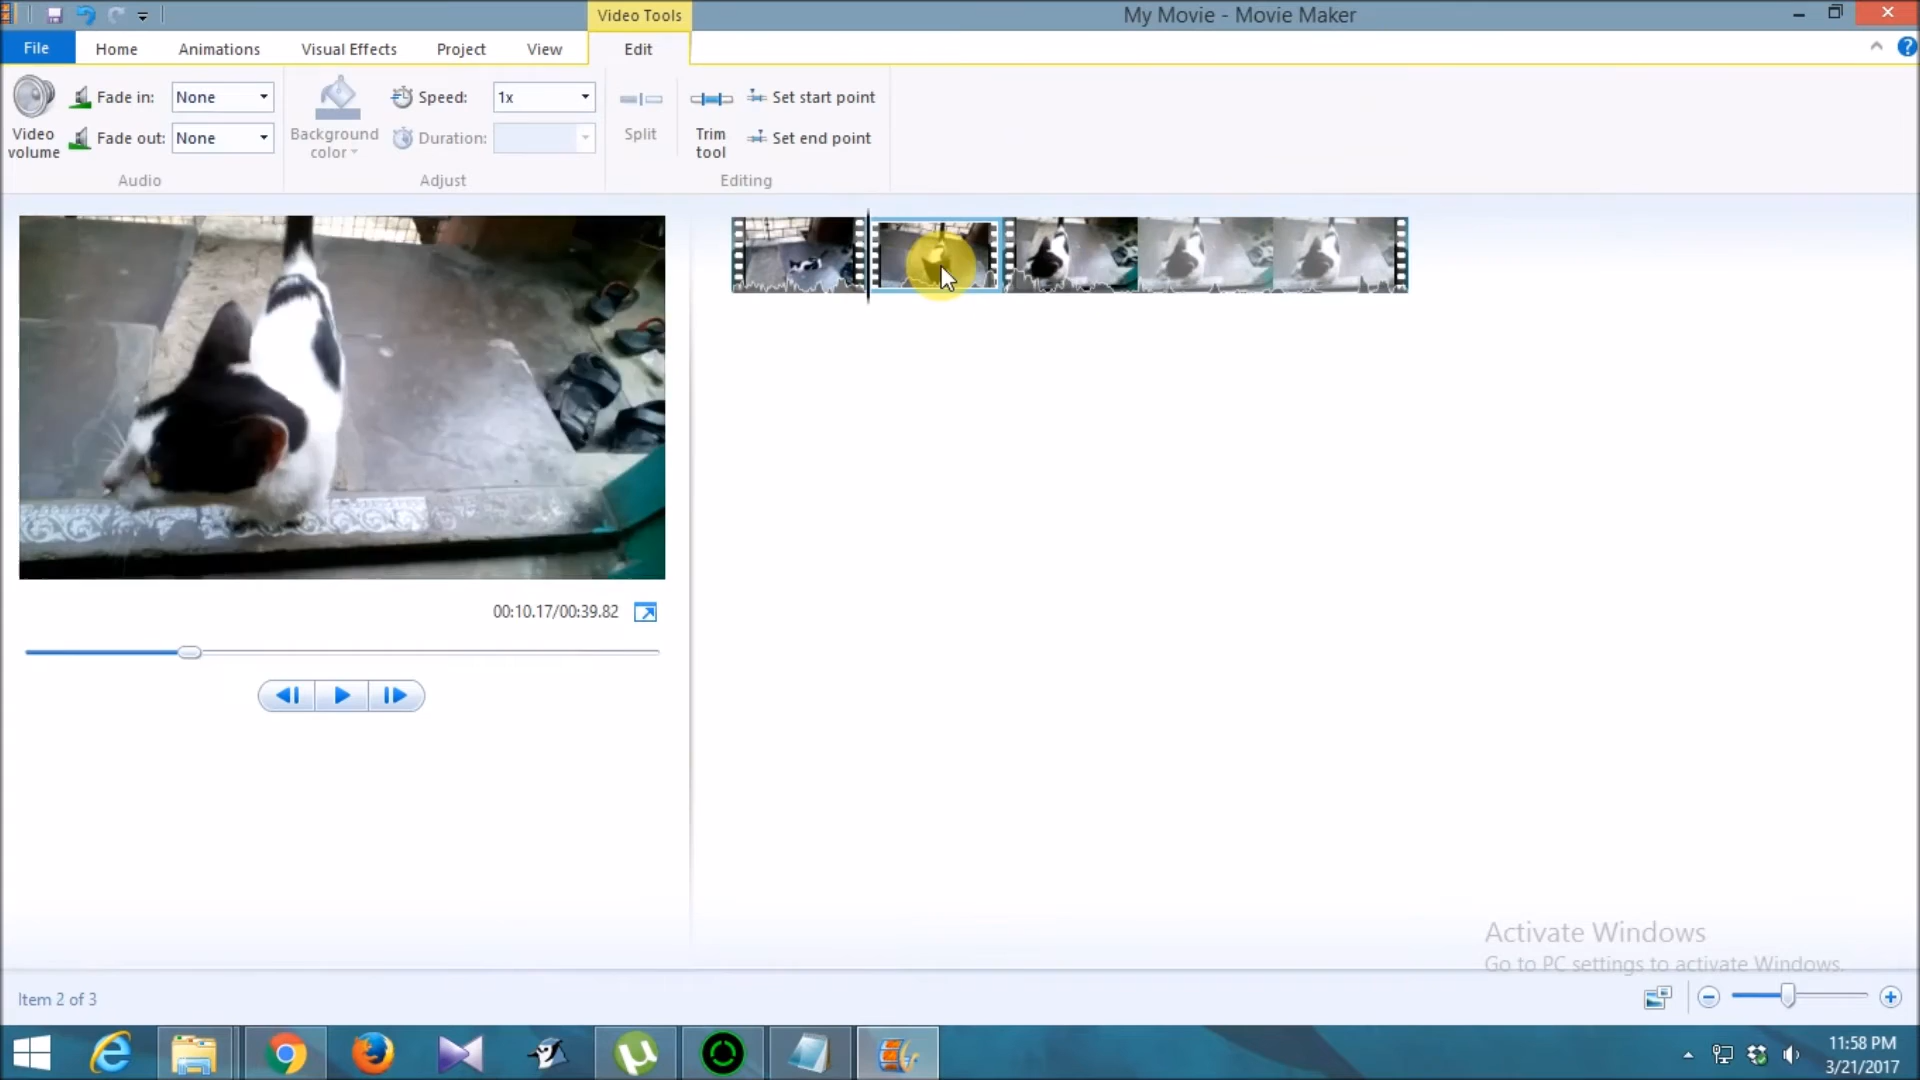 Video Tools
My Movie - Movie Maker
File
Home
Animations
Visual Effects
Project
View
Edit
Video
volume
Fade in:
None
Fade out:
None
Audio
Background
color
Speed:
1x
Duration:
Adjust
Split
Trim
tool
Set start point
Set end point
Editing
00:10.17/00:39.82
Activate Windows
Go to PC settings to activate Windows.
Item 2 of 3
11:58 PM
3/21/2017